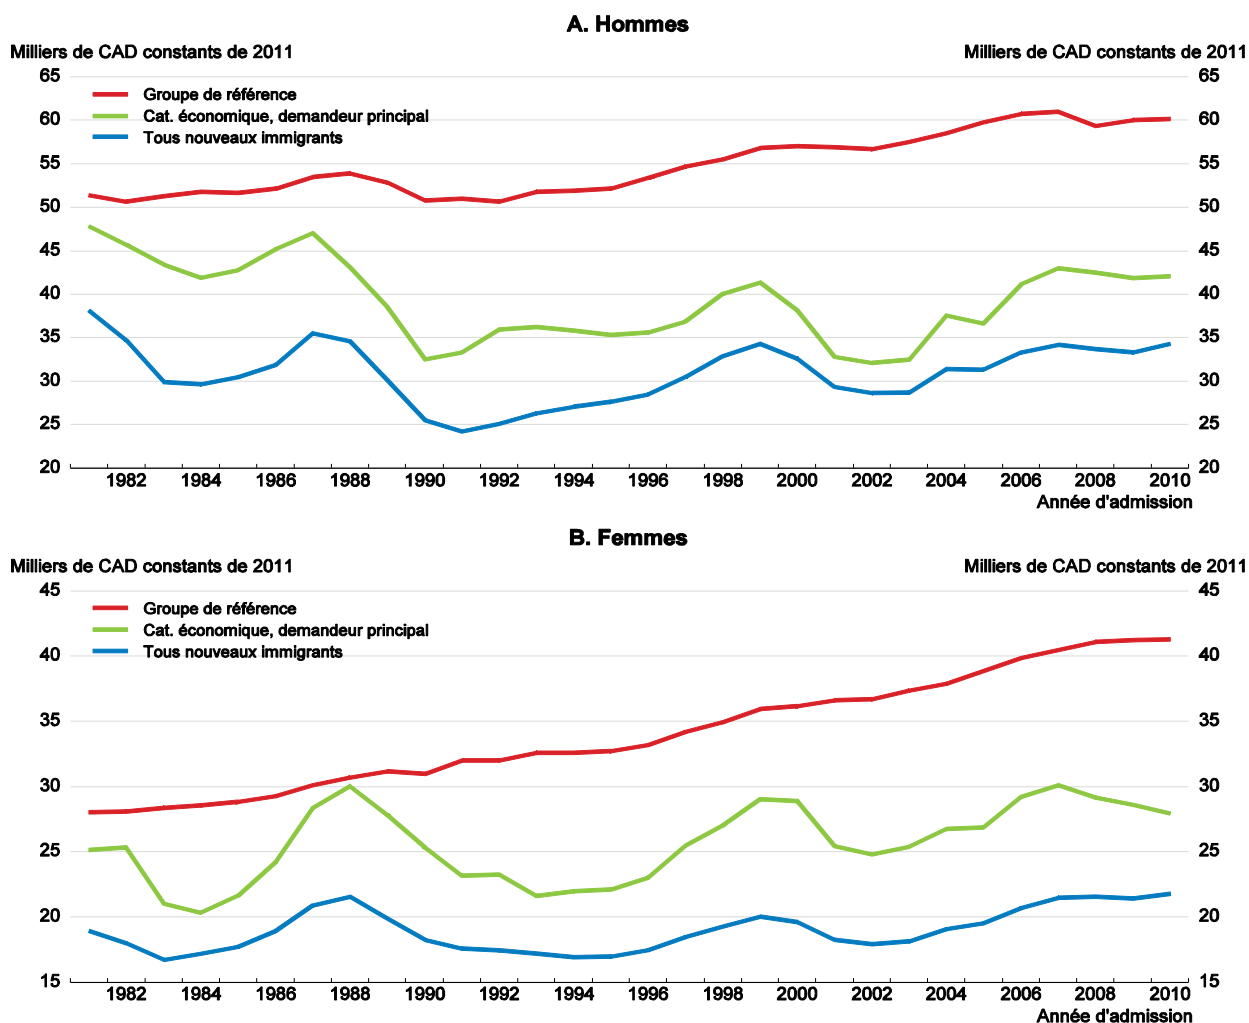 A. Hommes
Milliers de CAD constants de 2011 Milliers de CAD constants de 2011
65 65
Groupe de référence
60 Cat. économique, demandeur principal 60
Tous nouveaux immigrants
55 55
50 50
45 45
40 40
35 35
30 30
25 25
20 20
1982 1984 1986 1988 1990 1992 1994 1996 1998 2000 2002 2004 2006 2008 2010
Année d'admission
B. Femmes
Milliers de CAD constants de 2011 Milliers de CAD constants de 2011
45 45
Groupe de référence
Cat. économique, demandeur principal
40 Tous nouveaux immigrants 40
35 35
30 30
25 25
20 20
15 15
1982 1984 1986 1988 1990 1992 1994 1996 1998 2000 2002 2004 2006 2008 2010
Année d'admission